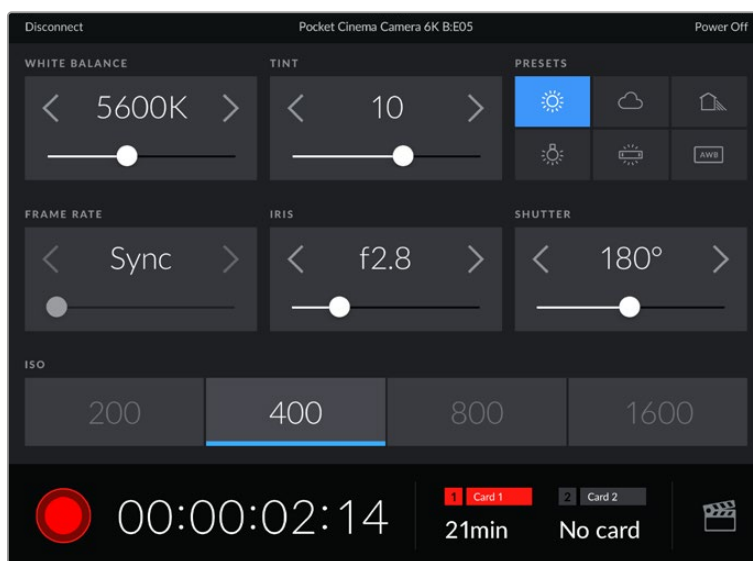 Disconnect Pocket Cinema Camera 6K B:E05 Power Off
WHITE BALANCE TINT PRESETS
5600K 10
AWB
FRAME RATE IRIS SHUTTER
Sync f2.8 180°
ISO
200 400 800 1600
00:00:02:14
1 Card 1 2 Card 2
21min No card